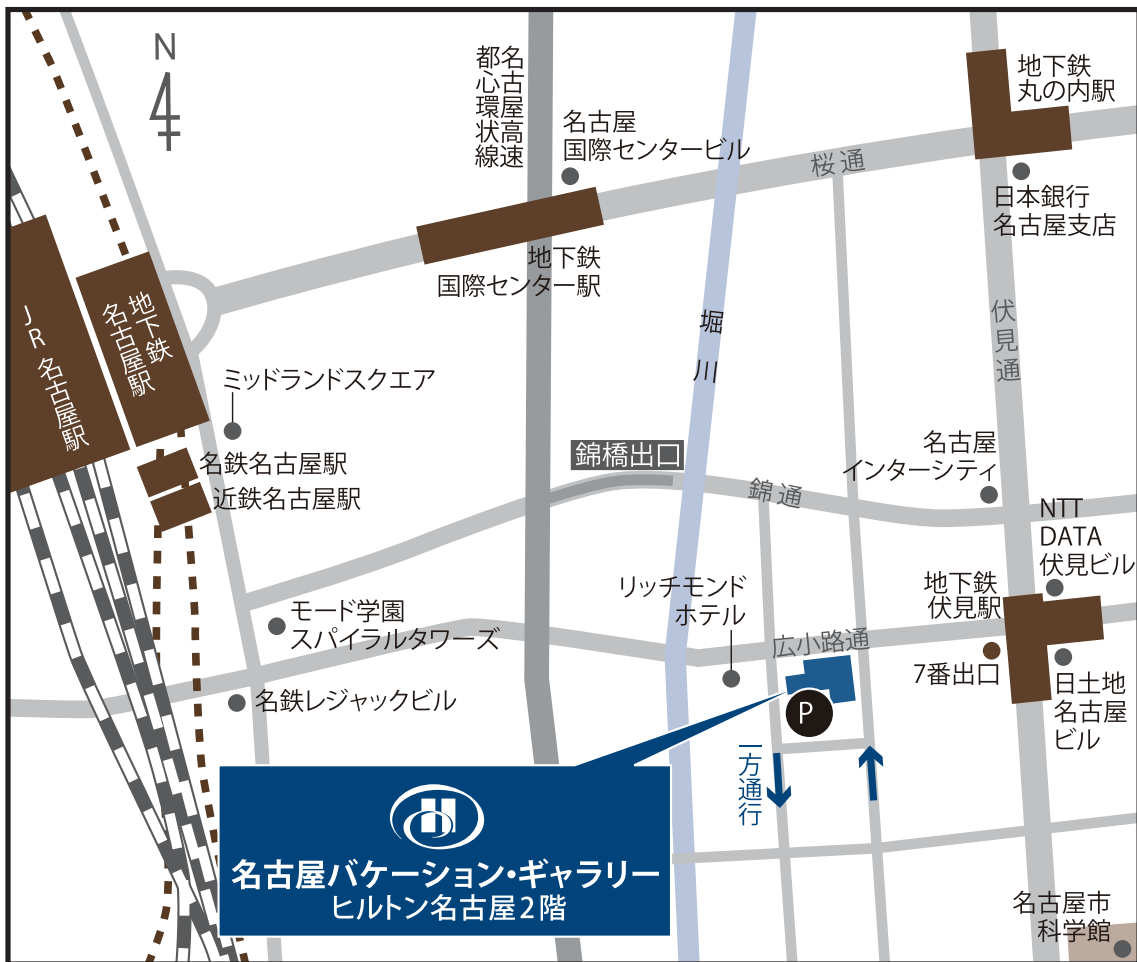 N
名古屋高速
都心環状線
名古屋
国際センタービル
地下鉄
丸の内駅
桜通
日本銀行
名古屋支店
地下鉄
国際センター駅
JR 名古屋駅
地下鉄
名古屋駅
堀川
伏見通
ミッドランドスクエア
名鉄名古屋駅
近鉄名古屋駅
錦橋出口
錦通
名古屋
インターシティ
NTT
DATA
伏見ビル
リッチモンド
ホテル
地下鉄
伏見駅
モード学園
スパイラルタワーズ
広小路通
7番出口
日土地
名古屋
ビル
名鉄レジャックビル
P
一方通行
H
名古屋バケーション・ギャラリー
ヒルトン名古屋2階
名古屋市
科学館